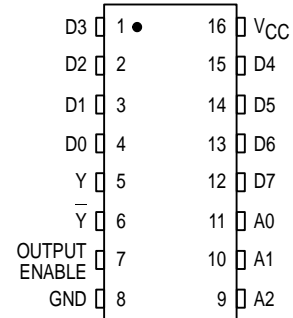 D3 1 16 VCC
D2 2 15 D4
D1 3 14 D5
D0 4 13 D6
Y 5 12 D7
Y̅ 6 11 A0
OUTPUT
ENABLE 7 10 A1
GND 8 9 A2